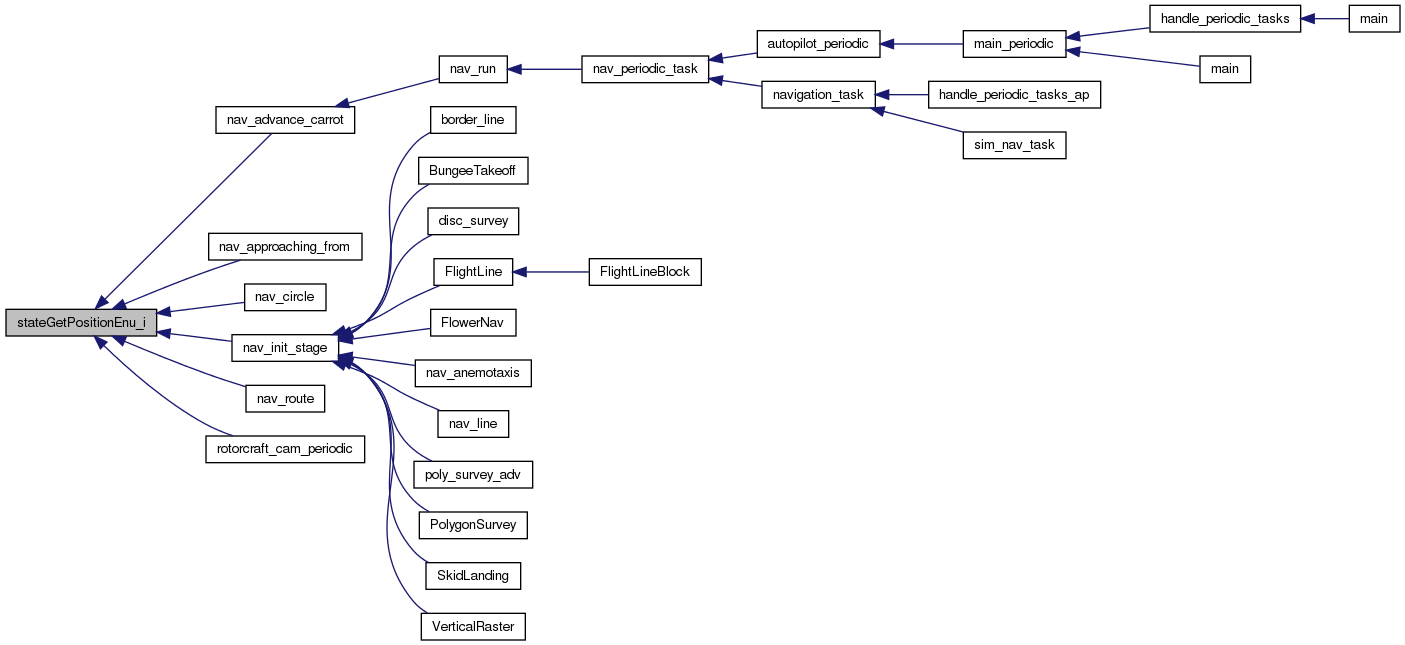 handle_periodic_tasks
main
autopilot_periodic
main_periodic
nav_run
nav_periodic_task
main
navigation_task
handle_periodic_tasks_ap
nav_advance_carrot
border_line
sim_nav_task
BungeeTakeoff
disc_survey
nav_approaching_from
FlightLine
FlightLineBlock
nav_circle
stateGetPositionEnu_i
FlowerNav
nav_init_stage
nav_anemotaxis
nav_route
nav_line
rotorcraft_cam_periodic
poly_survey_adv
PolygonSurvey
SkidLanding
VerticalRaster